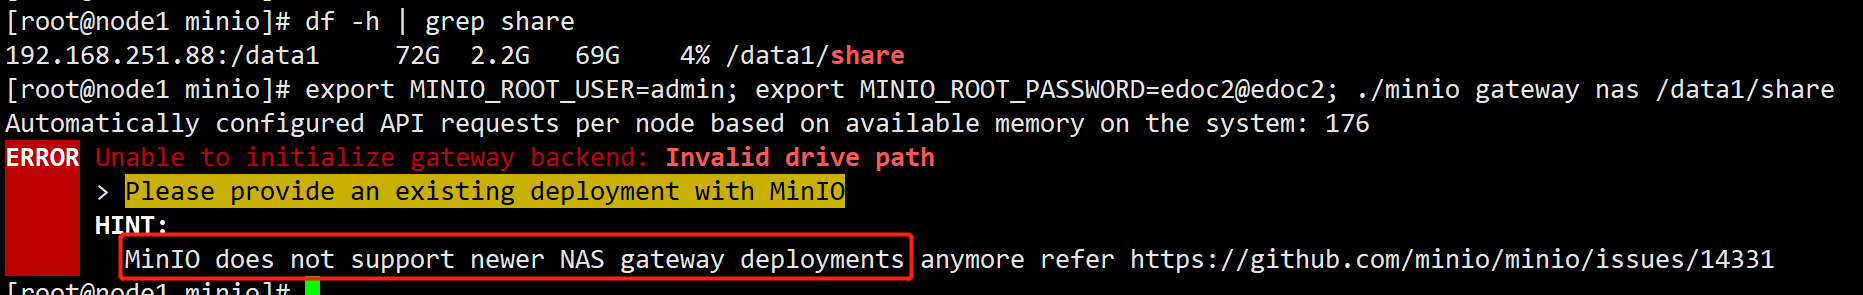 [root@node1 minio]# df -h | grep share
192.168.251.88:/data1     72G  2.2G   69G    4% /data1/share
[root@node1 minio]# export MINIO_ROOT_USER=admin; export MINIO_ROOT_PASSWORD=edoc2@edoc2; ./minio gateway nas /data1/share
Automatically configured API requests per node based on available memory on the system: 176
ERROR Unable to initialize gateway backend: Invalid drive path
> Please provide an existing deployment with MinIO
HINT:
MinIO does not support newer NAS gateway deployments anymore refer https://github.com/minio/minio/issues/14331
[root@node1 minio]#